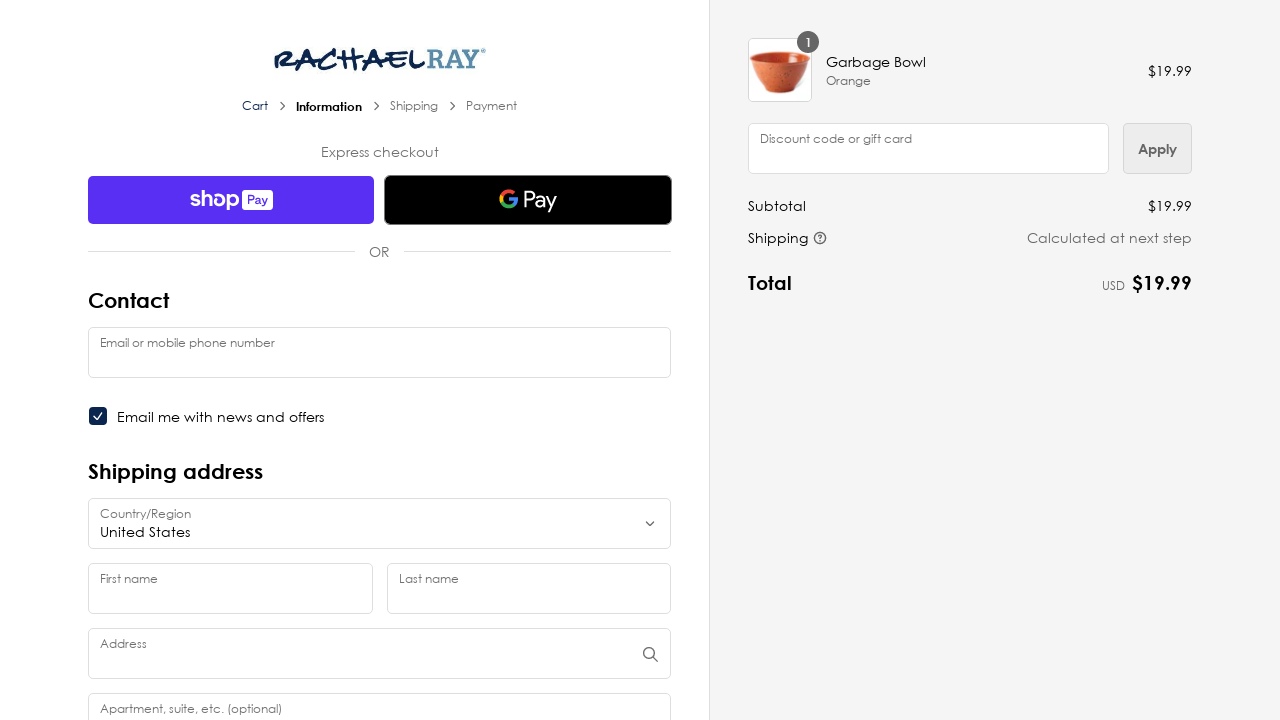 RACHAEL RAY®
Cart
Information
Shipping
Payment
Express checkout
shop Pay
G Pay
OR
Contact
Email or mobile phone number
Email me with news and offers
Shipping address
Country/Region
United States
First name
Last name
Address
Apartment, suite, etc. (optional)
1
Garbage Bowl
Orange
$19.99
Discount code or gift card
Apply
Subtotal
$19.99
Shipping
Calculated at next step
Total
USD $19.99